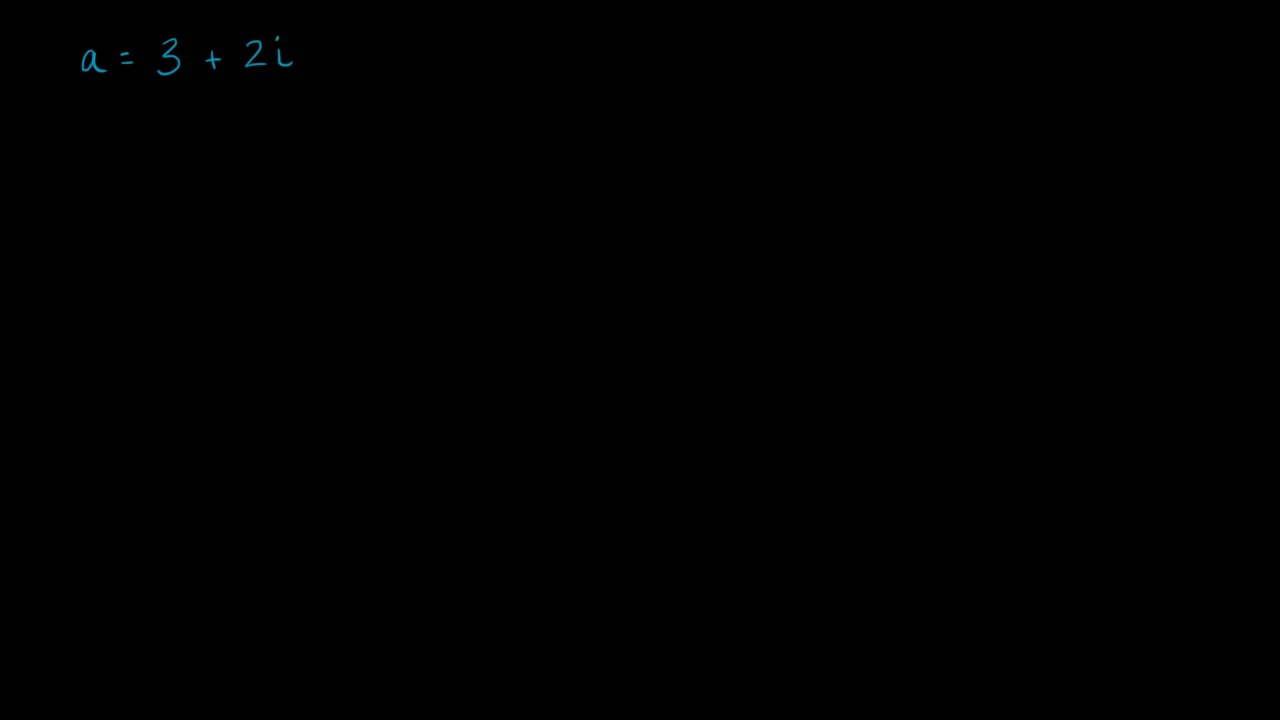 a = 3 + 2i